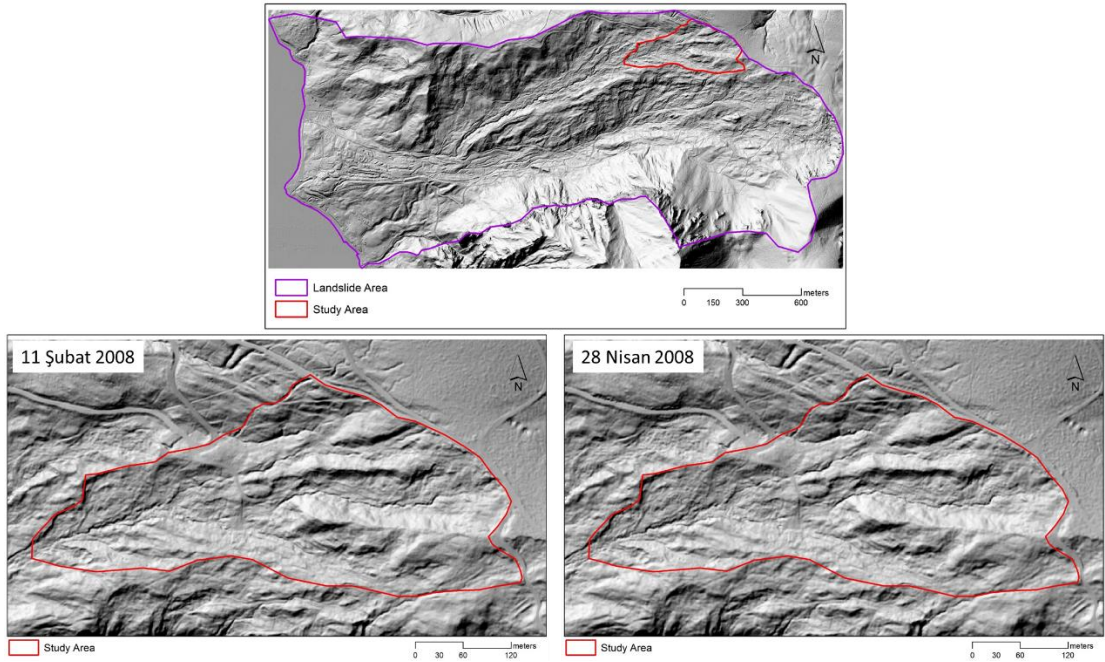 N
Landslide Area
Study Area
0 150 300 600 meters
11 Şubat 2008
N
Study Area
0 30 60 120 meters
28 Nisan 2008
N
Study Area
0 30 60 120 meters